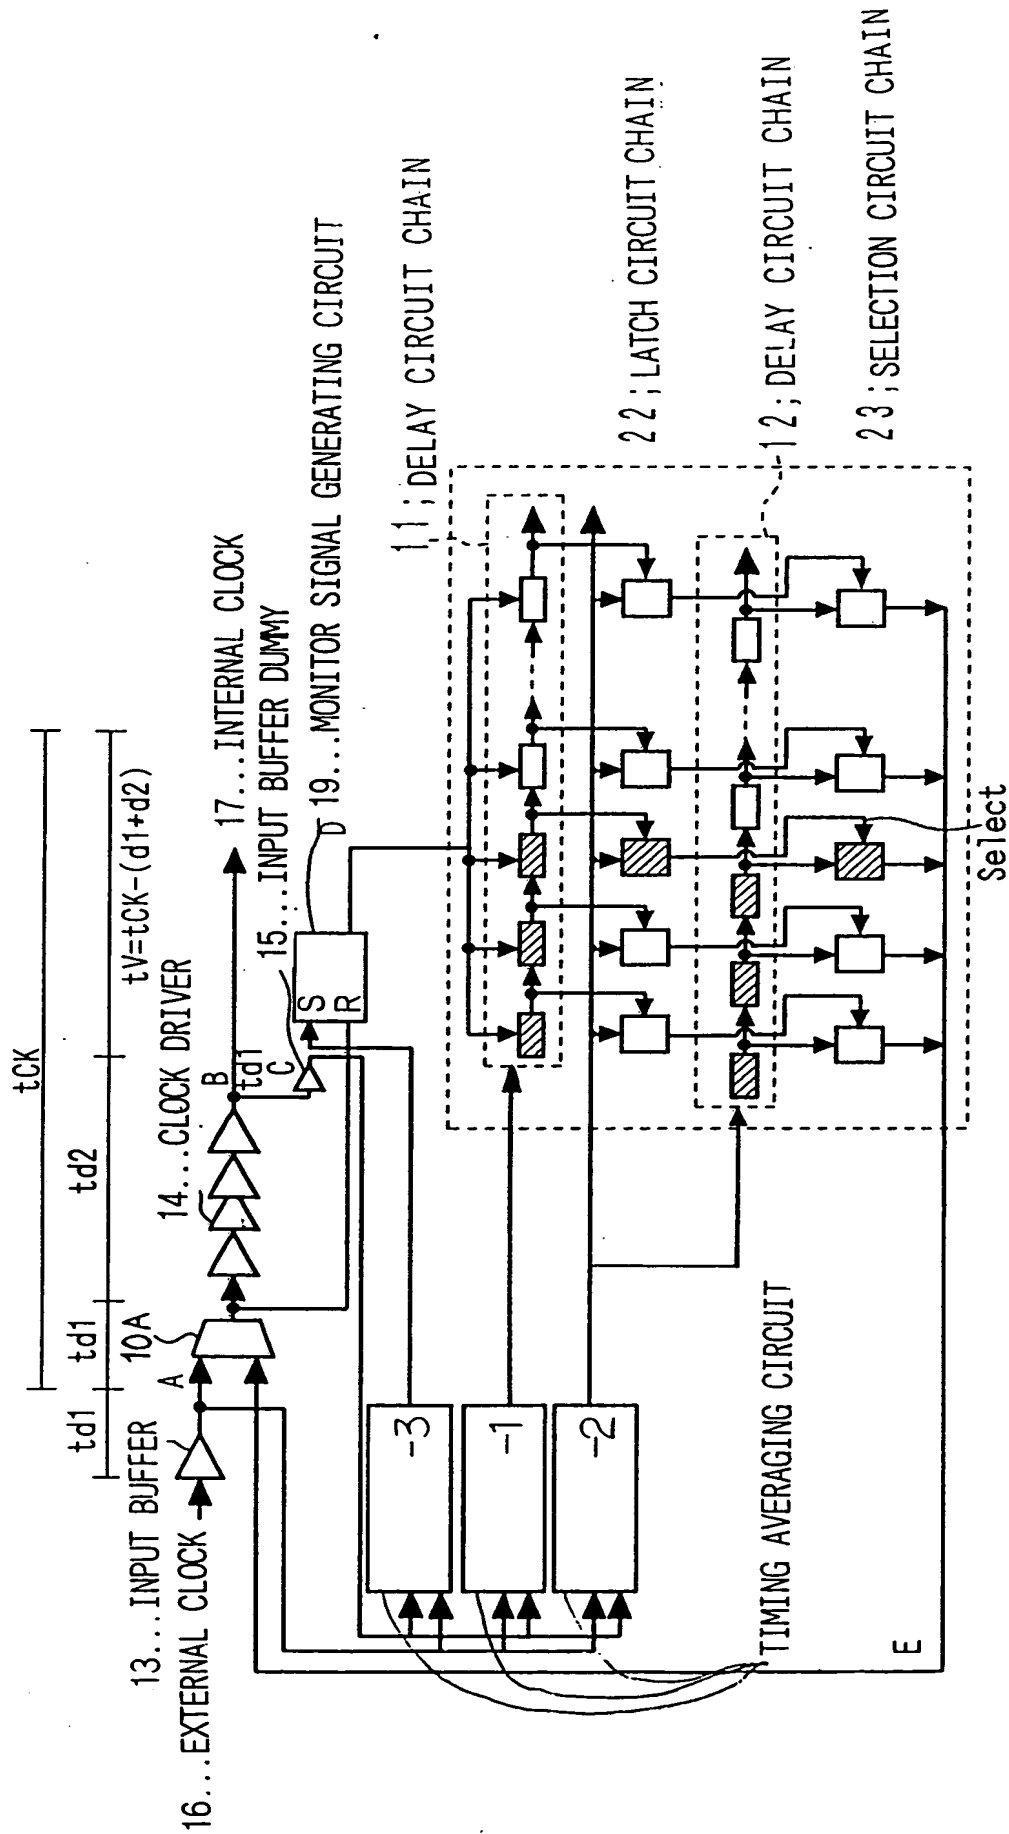 tCK
td1
td1
td2
tV=tCK-(d1+d2)
13...INPUT BUFFER
16...EXTERNAL CLOCK
A
10A
14...CLOCK DRIVER
B
td1
C
17...INTERNAL CLOCK
15...INPUT BUFFER DUMMY
D
19...MONITOR SIGNAL GENERATING CIRCUIT
S
R
11;DELAY CIRCUIT CHAIN
-3
-1
-2
22;LATCH CIRCUIT CHAIN
12;DELAY CIRCUIT CHAIN
23;SELECTION CIRCUIT CHAIN
Select
TIMING AVERAGING CIRCUIT
E